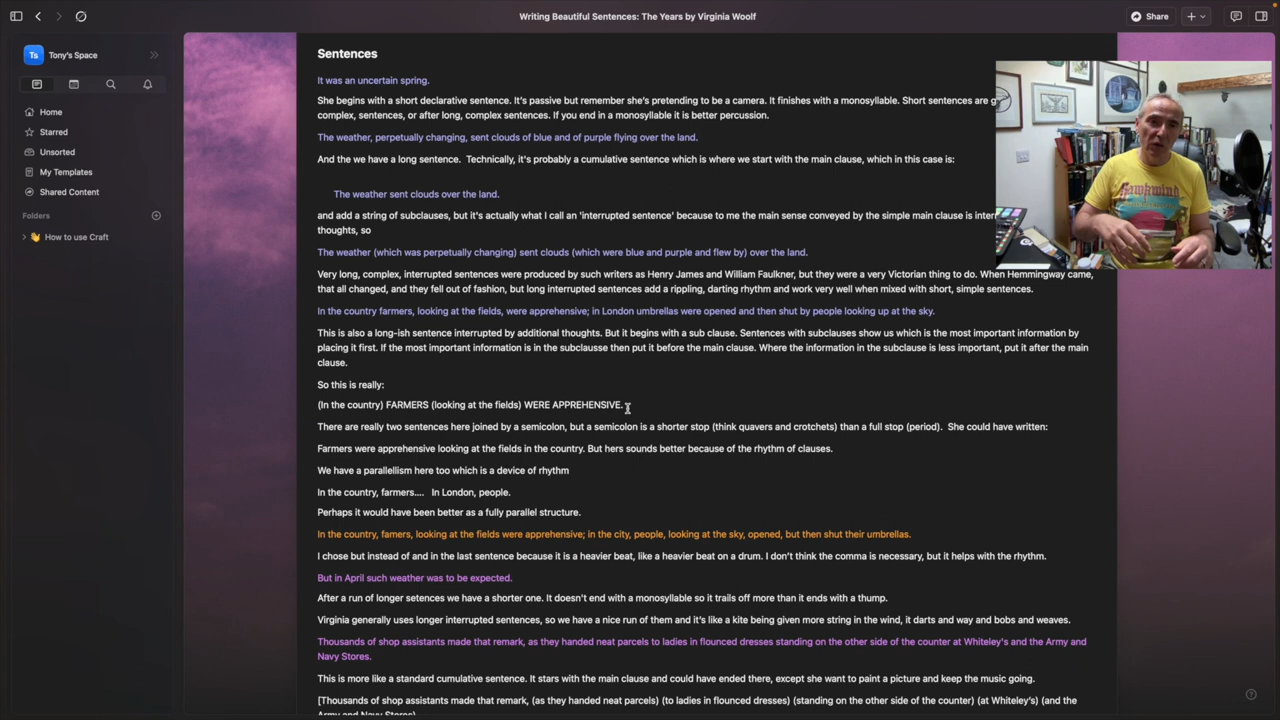 Writing Beautiful Sentences: The Years by Virginia Woolf
Share
Ts
Tony's Space
Home
Starred
Unsorted
My Templates
Shared Content
Folders
How to use Craft
Sentences
It was an uncertain spring.
She begins with a short declarative sentence. It's passive but remember she's pretending to be a camera. It finishes with a monosyllable. Short sentences are
complex, sentences, or after long, complex sentences. If you end in a monosyllable it is better percussion.
The weather, perpetually changing, sent clouds of blue and of purple flying over the land.
And the we have a long sentence. Technically, it's probably a cumulative sentence which is where we start with the main clause, which in this case is:
The weather sent clouds over the land.
and add a string of subclauses, but it's actually what I call an 'interrupted sentence' because to me the main sense conveyed by the simple main clause is
thoughts, so
The weather (which was perpetually changing) sent clouds (which were blue and purple and flew by) over the land.
Very long, complex, interrupted sentences were produced by such writers as Henry James and William Faulkner, but they were a very Victorian thing to do. When Hemmingway came,
that all changed, and they fell out of fashion, but long interrupted sentences add a rippling, darting rhythm and work very well when mixed with short, simple sentences.
In the country farmers, looking at the fields, were apprehensive; in London umbrellas were opened and then shut by people looking up at the sky.
This is also a long-ish sentence interrupted by additional thoughts. But it begins with a sub clause. Sentences with subclauses show us which is the most important information by
placing it first. If the most important information is in the subclausse then put it before the main clause. Where the information in the subclause is less important, put it after the main
clause.
So this is really:
(In the country) FARMERS (looking at the fields) WERE APPREHENSIVE.
There are really two sentences here joined by a semicolon, but a semicolon is a shorter stop (think quavers and crotchets) than a full stop (period). She could have written:
Farmers were apprehensive looking at the fields in the country. But hers sounds better because of the rhythm of clauses.
We have a parallellism here too which is a device of rhythm
In the country, farmers.... In London, people.
Perhaps it would have been better as a fully parallel structure.
In the country, famers, looking at the fields were apprehensive; in the city, people, looking at the sky, opened, but then shut their umbrellas.
I chose but instead of and in the last sentence because it is a heavier beat, like a heavier beat on a drum. I don't think the comma is necessary, but it helps with the rhythm.
But in April such weather was to be expected.
After a run of longer setences we have a shorter one. It doesn't end with a monosyllable so it trails off more than it ends with a thump.
Virginia generally uses longer interrupted sentences, so we have a nice run of them and it's like a kite being given more string in the wind, it darts and way and bobs and weaves.
Thousands of shop assistants made that remark, as they handed neat parcels to ladies in flounced dresses standing on the other side of the counter at Whiteley's and the Army and
Navy Stores.
This is more like a standard cumulative sentence. It stars with the main clause and could have ended there, except she want to paint a picture and keep the music going.
[Thousands of shop assistants made that remark, (as they handed neat parcels) (to ladies in flounced dresses) (standing on the other side of the counter) (at Whiteley's) (and the
Army and Navy Stores)